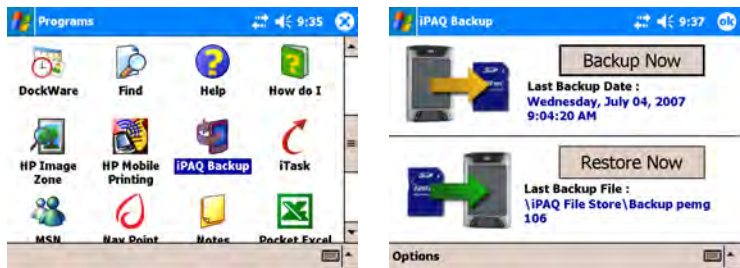 Programs
9:35
DockWare
Find
Help
How do I
HP Image
Zone
HP Mobile
Printing
iPAQ Backup
iTask
MSN
Nav Point
Notes
Pocket Excel
iPAQ Backup
9:37
ok
Backup Now
Last Backup Date :
Wednesday, July 04, 2007
9:04:20 AM
Restore Now
Last Backup File :
\iPAQ File Store\Backup pemg
106
Options